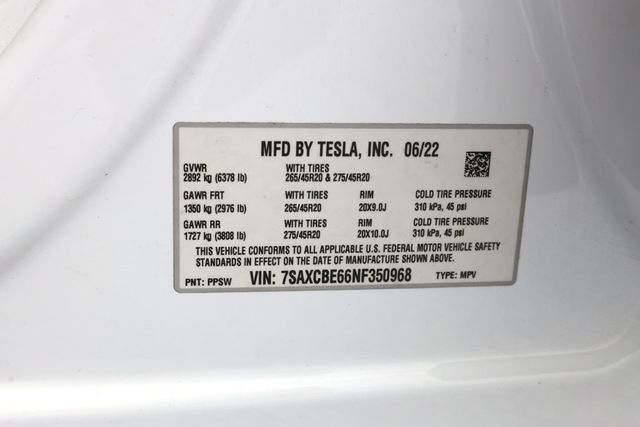 MFD BY TESLA, INC. 06/22
GVWR WITH TIRES
2892 kg (6378 lb) 265/45R20 & 275/45R20
GAWR FRT WITH TIRES RIM COLD TIRE PRESSURE
1350 kg (2976 lb) 265/45R20 20X9.0J 310 kPa, 45 psi
GAWR RR WITH TIRES RIM COLD TIRE PRESSURE
1727 kg (3808 lb) 275/45R20 20X10.0J 310 kPa, 45 psi
THIS VEHICLE CONFORMS TO ALL APPLICABLE U.S. FEDERAL MOTOR VEHICLE SAFETY
STANDARDS IN EFFECT ON THE DATE OF MANUFACTURE SHOWN ABOVE.
PNT: PPSW VIN: 7SAXCBE66NF350968 TYPE: MPV